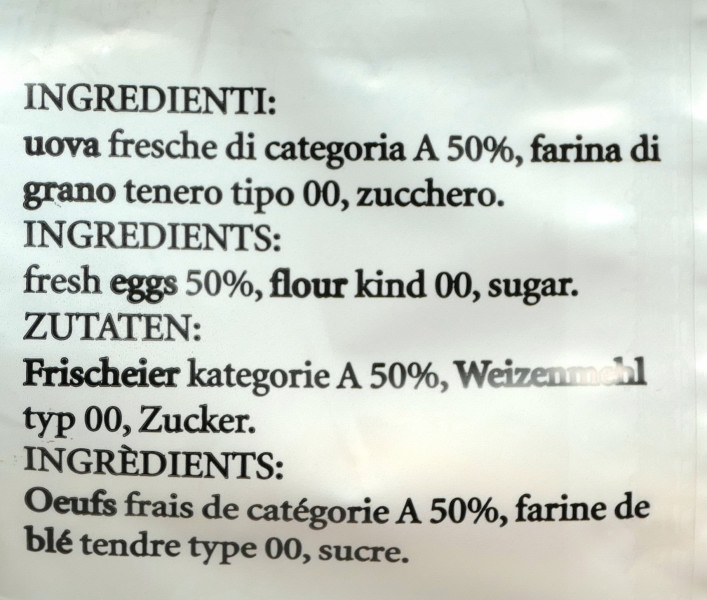 INGREDIENTI:
uova fresche di categoria A 50%, farina di
grano tenero tipo 00, zucchero.
INGREDIENTS:
fresh eggs 50%, flour kind 00, sugar.
ZUTATEN:
Frischeier kategorie A 50%, Weizenmehl
typ 00, Zucker.
INGRÈDIENTS:
Oeufs frais de catégorie A 50%, farine de
blé tendre type 00, sucre.